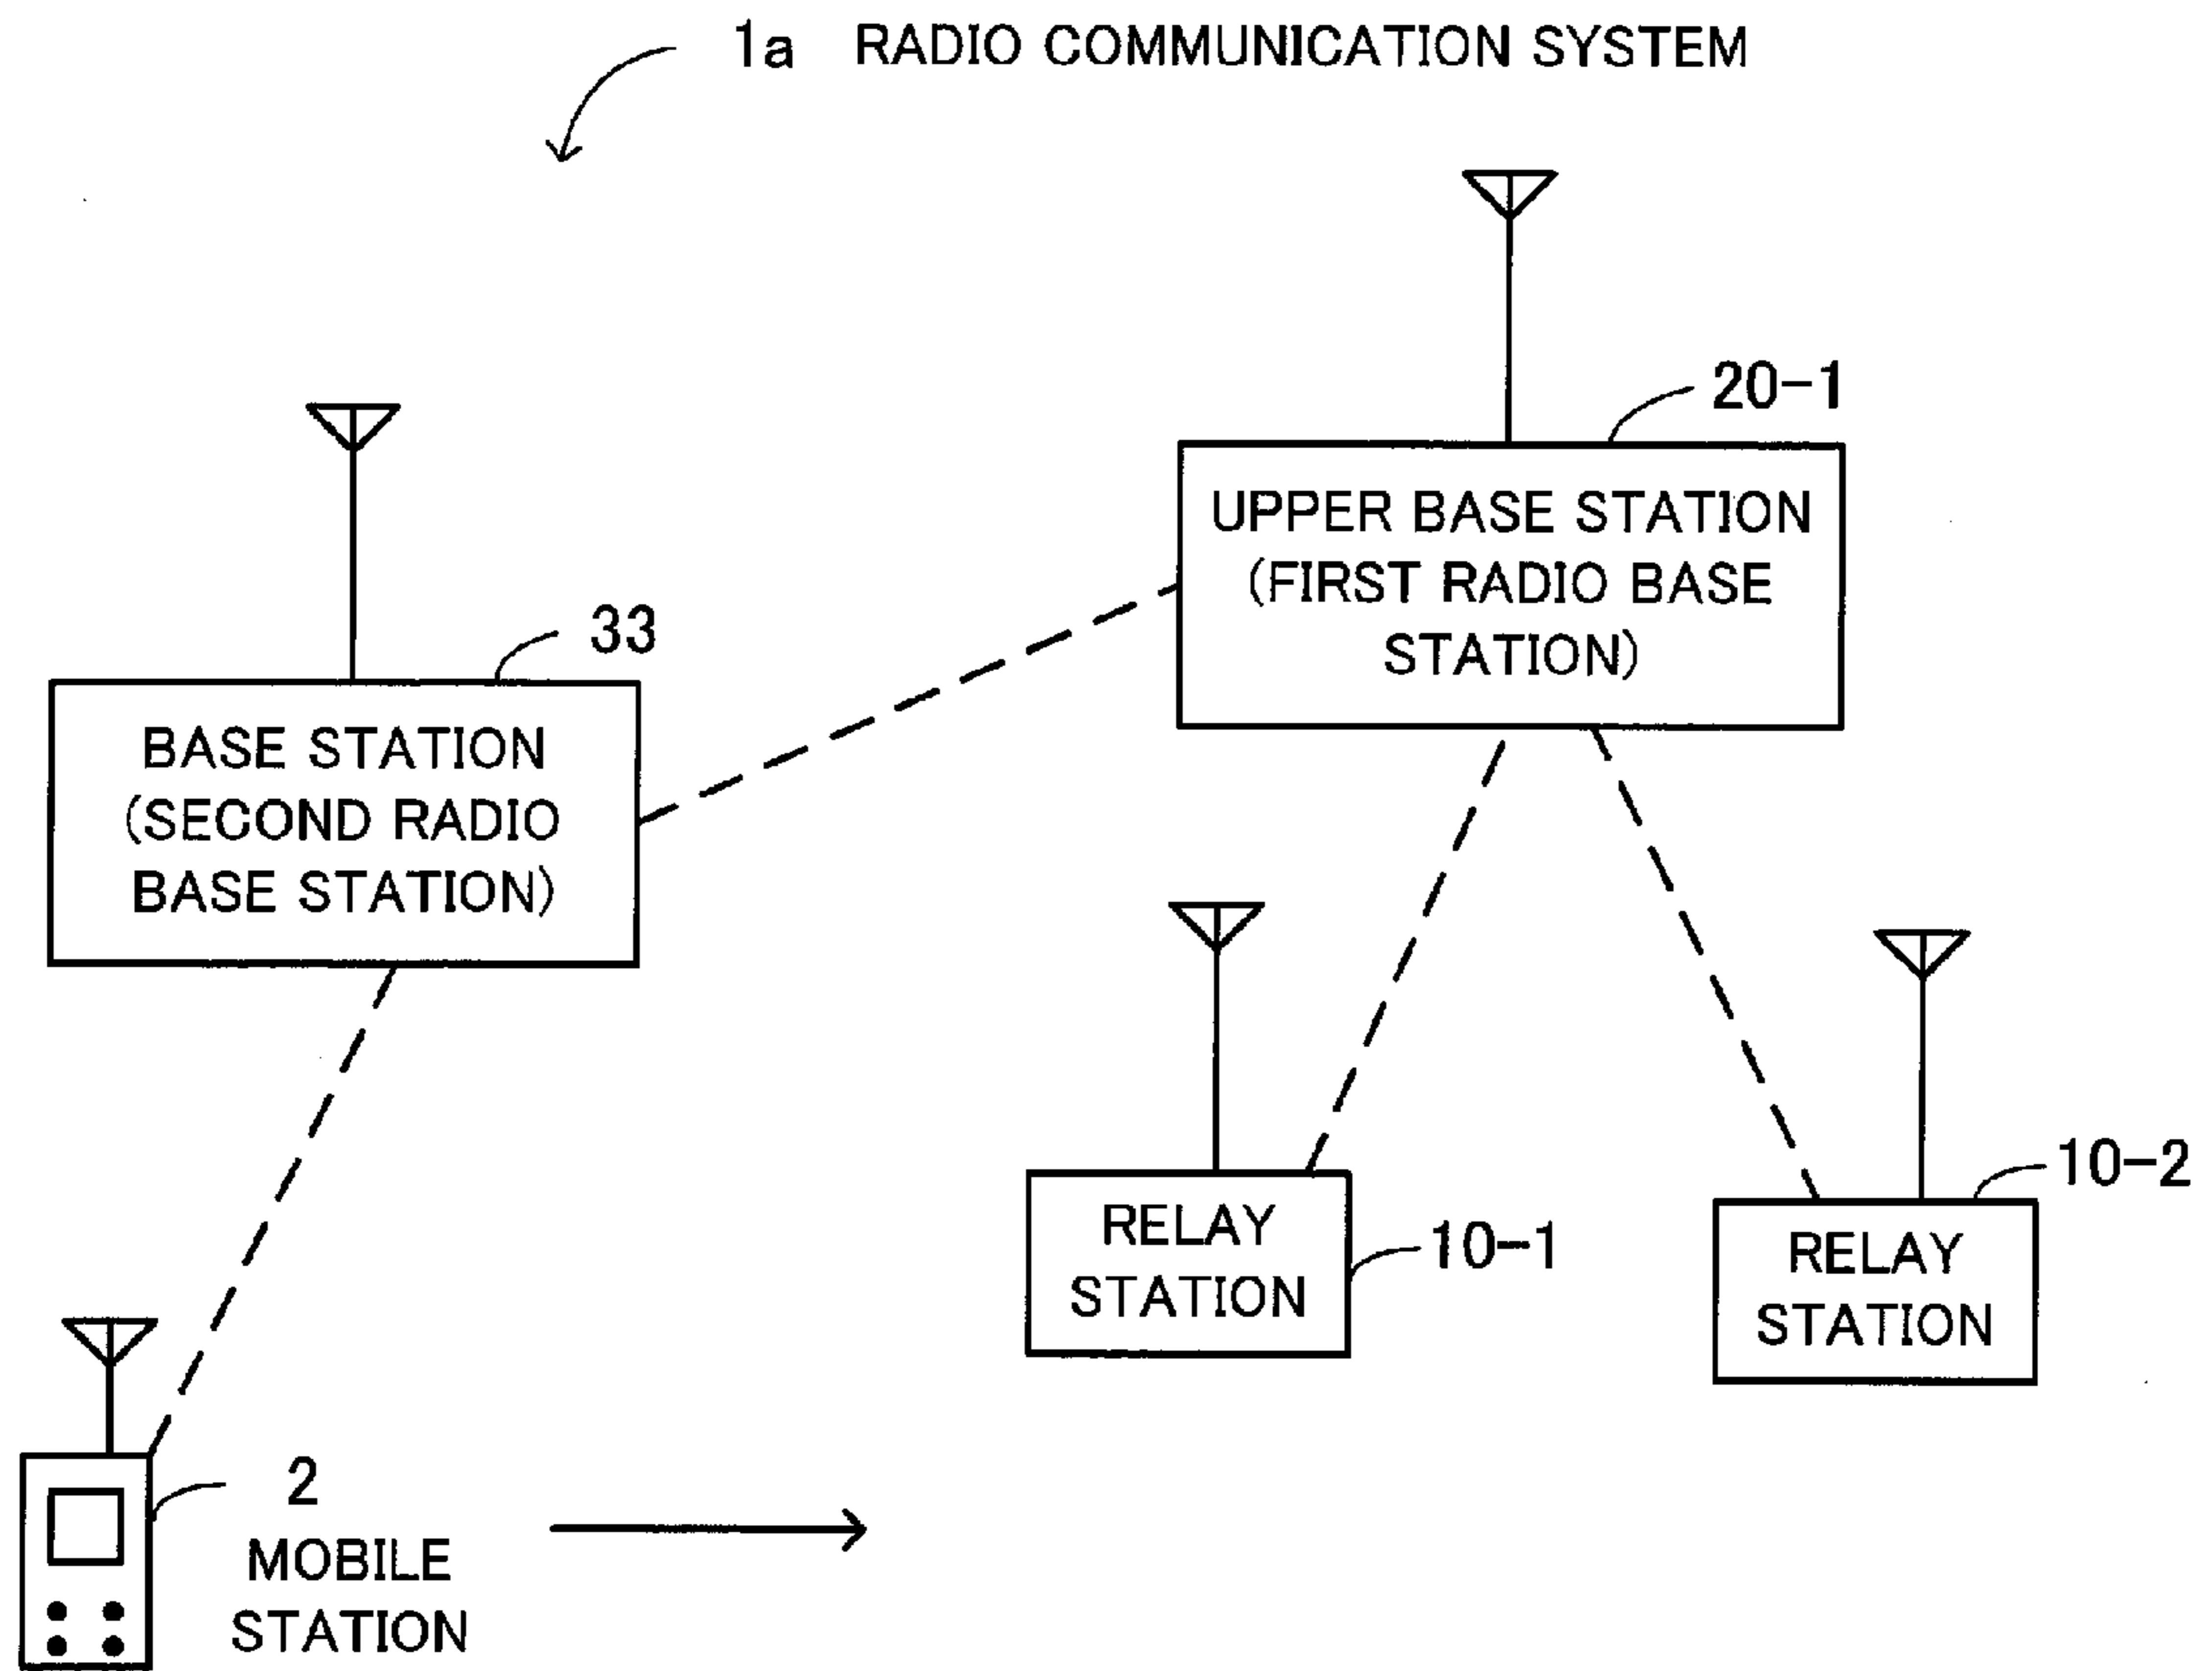 1a RADIO COMMUNICATION SYSTEM
20-1
UPPER BASE STATION
(FIRST RADIO BASE
STATION)
33
BASE STATION
(SECOND RADIO
BASE STATION)
10-1
RELAY
STATION
10-2
RELAY
STATION
2
MOBILE
STATION